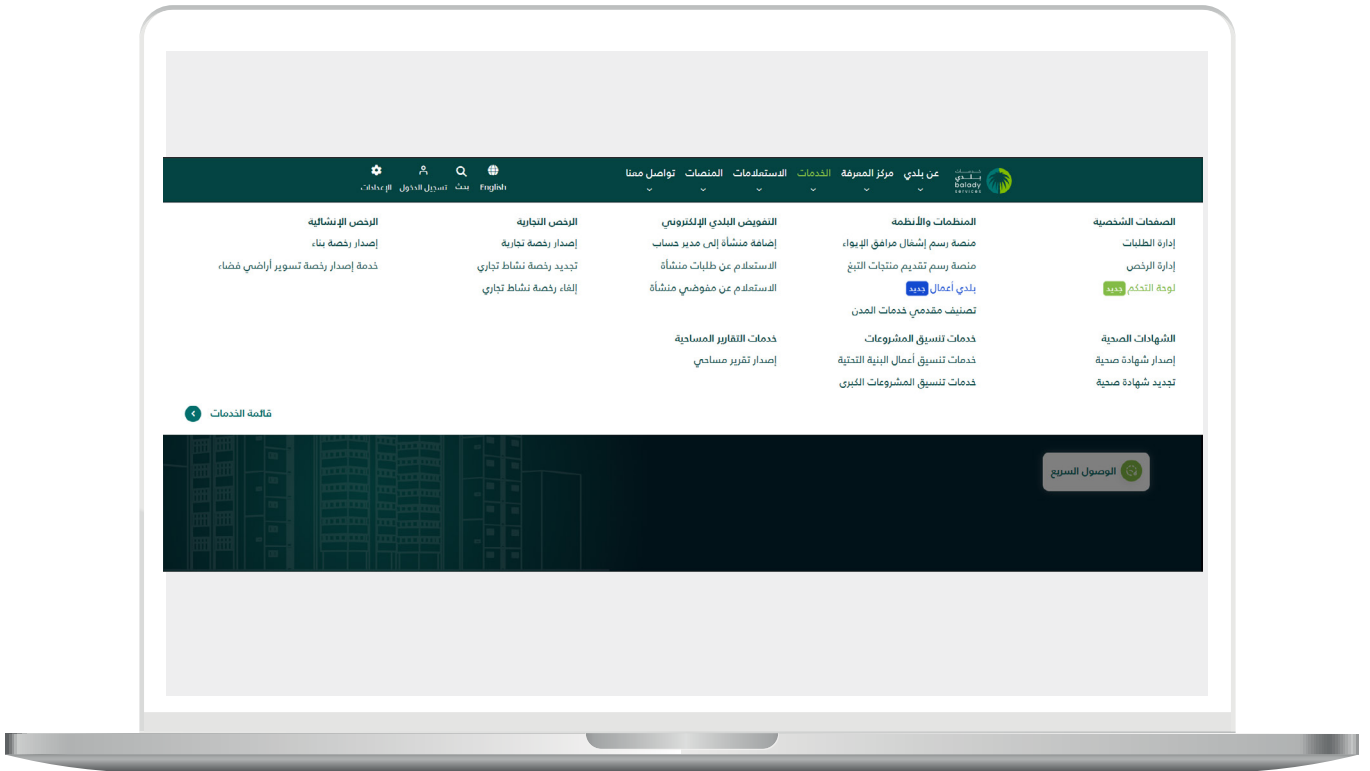 خدمات
بلدي
balady
services
عن بلدي
مركز المعرفة
الخدمات
الاستعلامات
المنصات
تواصل معنا
English
بحث
تسجيل الدخول
الإعدادات
الصفحات الشخصية
إدارة الطلبات
إدارة الرخص
لوحة التحكم جديد
المنظمات والأنظمة
منصة رسم إشغال مرافق الإيواء
منصة رسم تقديم منتجات التبغ
بلدي أعمال جديد
تصنيف مقدمي خدمات المدن
التفويض البلدي الإلكتروني
إضافة منشأة إلى مدير حساب
الاستعلام عن طلبات منشأة
الاستعلام عن مفوضي منشأة
الرخص التجارية
إصدار رخصة تجارية
تجديد رخصة نشاط تجاري
إلغاء رخصة نشاط تجاري
الرخص الإنشائية
إصدار رخصة بناء
خدمة إصدار رخصة تسوير أراضي فضاء
الشهادات الصحية
إصدار شهادة صحية
تجديد شهادة صحية
خدمات تنسيق المشروعات
خدمات تنسيق أعمال البنية التحتية
خدمات تنسيق المشروعات الكبرى
خدمات التقارير المساحية
إصدار تقرير مساحي
قائمة الخدمات
الوصول السريع